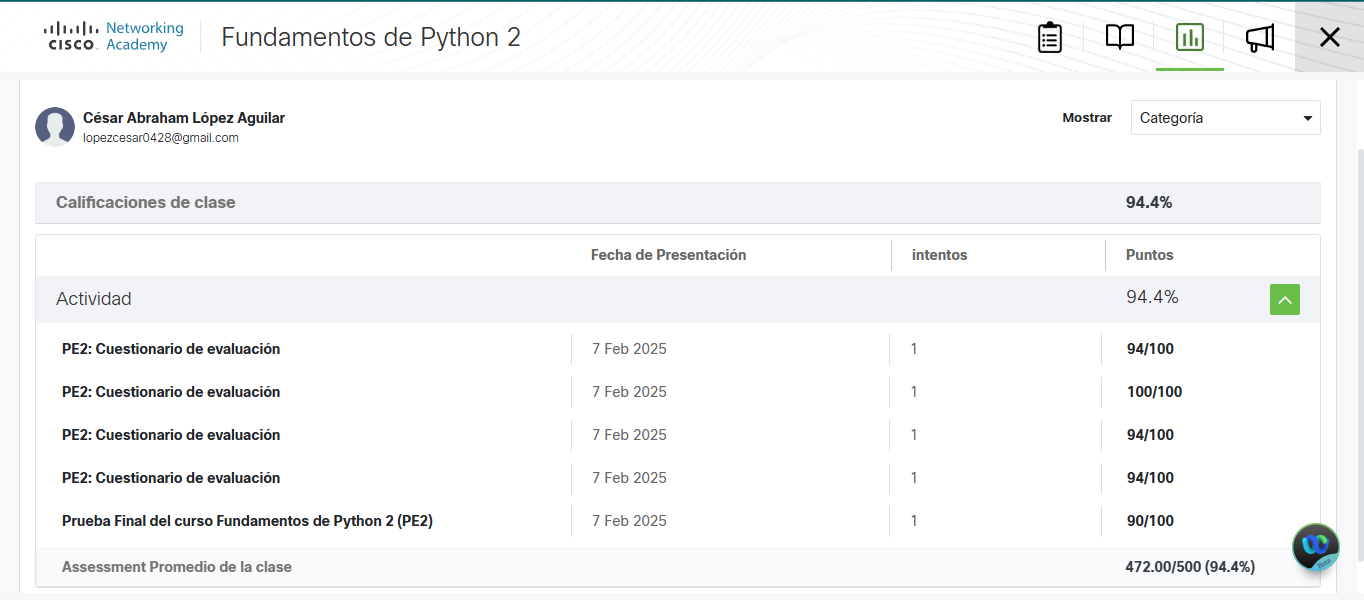 CISCO Networking Academy
Fundamentos de Python 2
César Abraham López Aguilar
lopezcesar0428@gmail.com
Mostrar Categoría
Calificaciones de clase 94.4%
Fecha de Presentación intentos Puntos
Actividad 94.4%
PE2: Cuestionario de evaluación 7 Feb 2025 1 94/100
PE2: Cuestionario de evaluación 7 Feb 2025 1 100/100
PE2: Cuestionario de evaluación 7 Feb 2025 1 94/100
PE2: Cuestionario de evaluación 7 Feb 2025 1 94/100
Prueba Final del curso Fundamentos de Python 2 (PE2) 7 Feb 2025 1 90/100
Beta
Assessment Promedio de la clase 472.00/500 (94.4%)